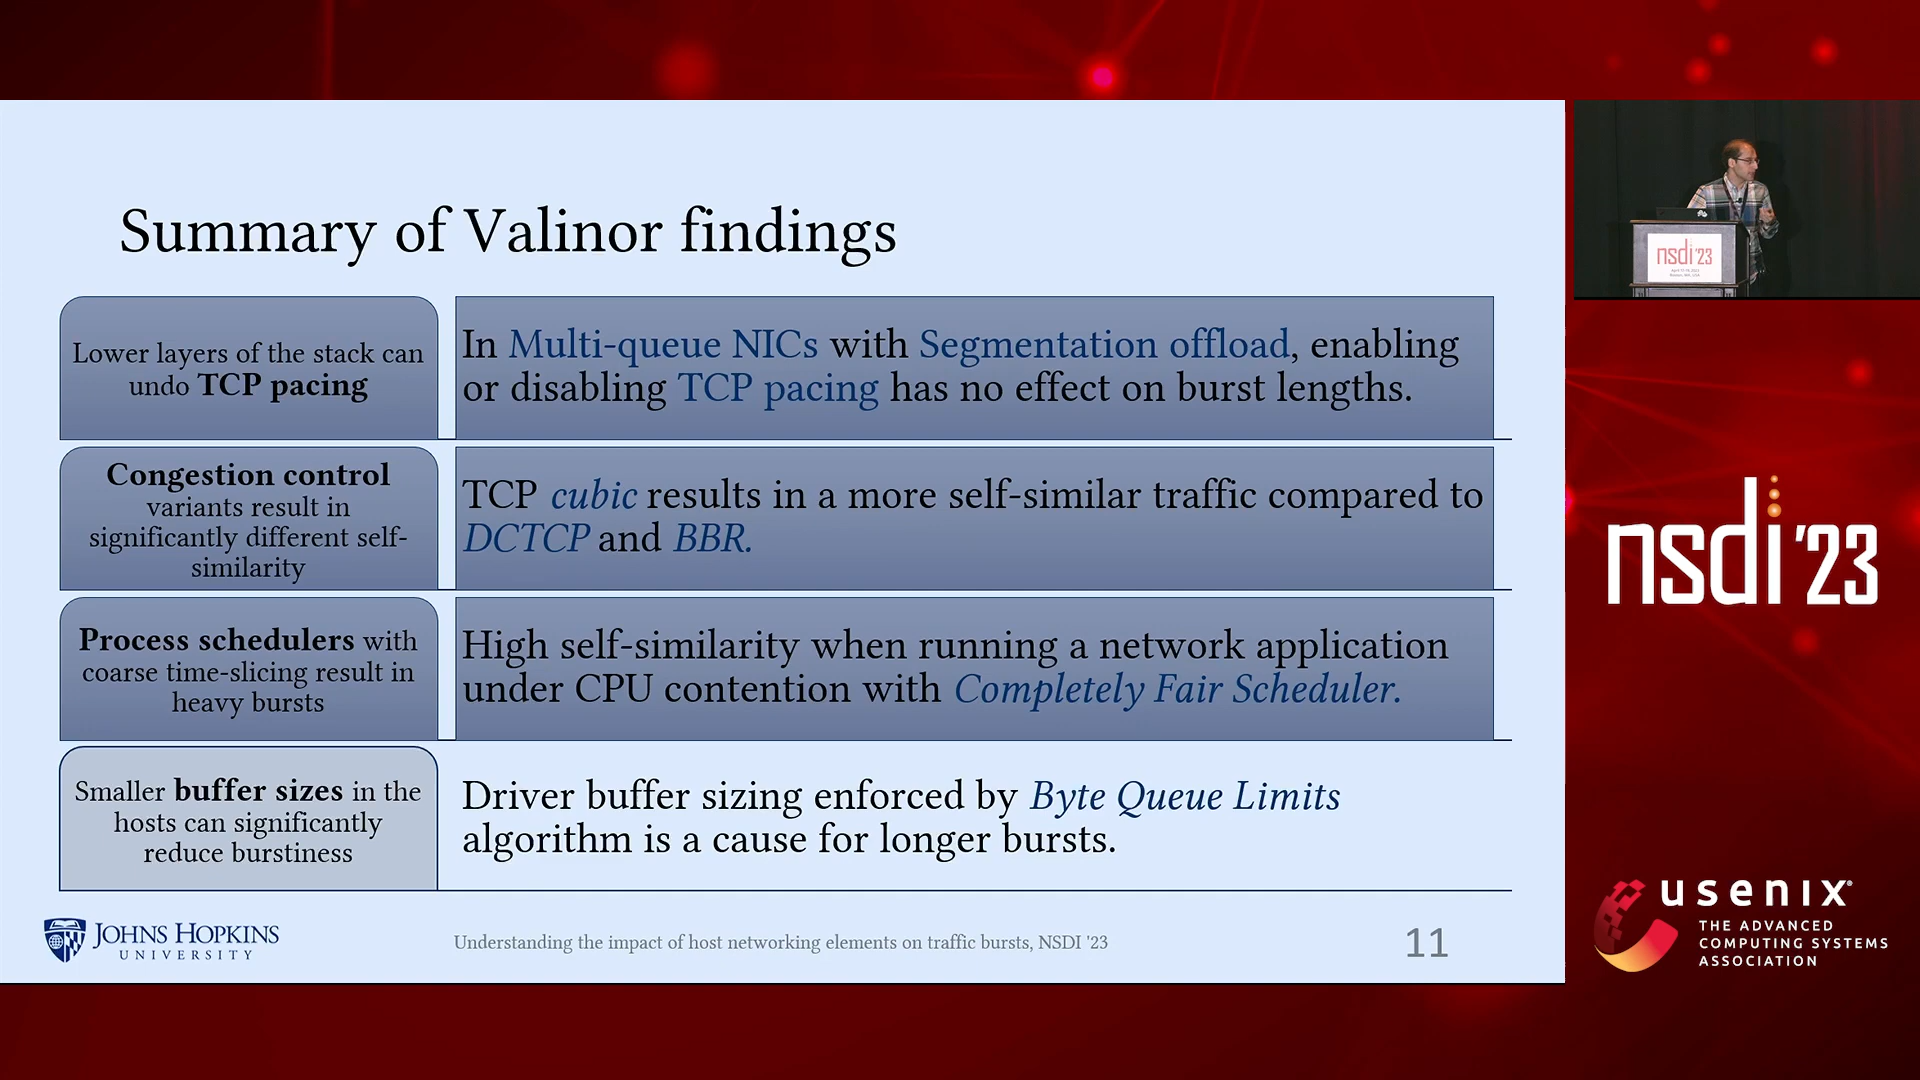 Summary of Valinor findings
Lower layers of the stack can
undo TCP pacing
In Multi-queue NICs with Segmentation offload, enabling
or disabling TCP pacing has no effect on burst lengths.
Congestion control
variants result in
significantly different self-
similarity
TCP cubic results in a more self-similar traffic compared to
DCTCP and BBR.
Process schedulers with
coarse time-slicing result in
heavy bursts
High self-similarity when running a network application
under CPU contention with Completely Fair Scheduler.
Smaller buffer sizes in the
hosts can significantly
reduce burstiness
Driver buffer sizing enforced by Byte Queue Limits
algorithm is a cause for longer bursts.
JOHNS HOPKINS
UNIVERSITY
Understanding the impact of host networking elements on traffic bursts, NSDI '23
11
nsdi '23
nsdi '23
usenix®
THE ADVANCED
COMPUTING SYSTEMS
ASSOCIATION